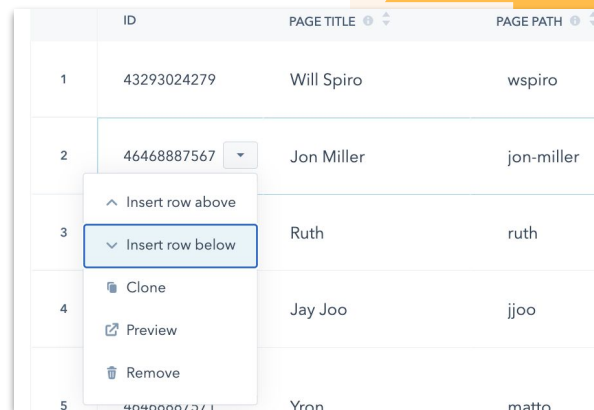 ID PAGE TITLE PAGE PATH
1 43293024279 Will Spiro wspiro
2 46468887567 Jon Miller jon-miller
Insert row above
3 Ruth ruth
Insert row below
Clone
4 Jay Joo jjoo
Preview
Remove
5 46468887571 Yron matto